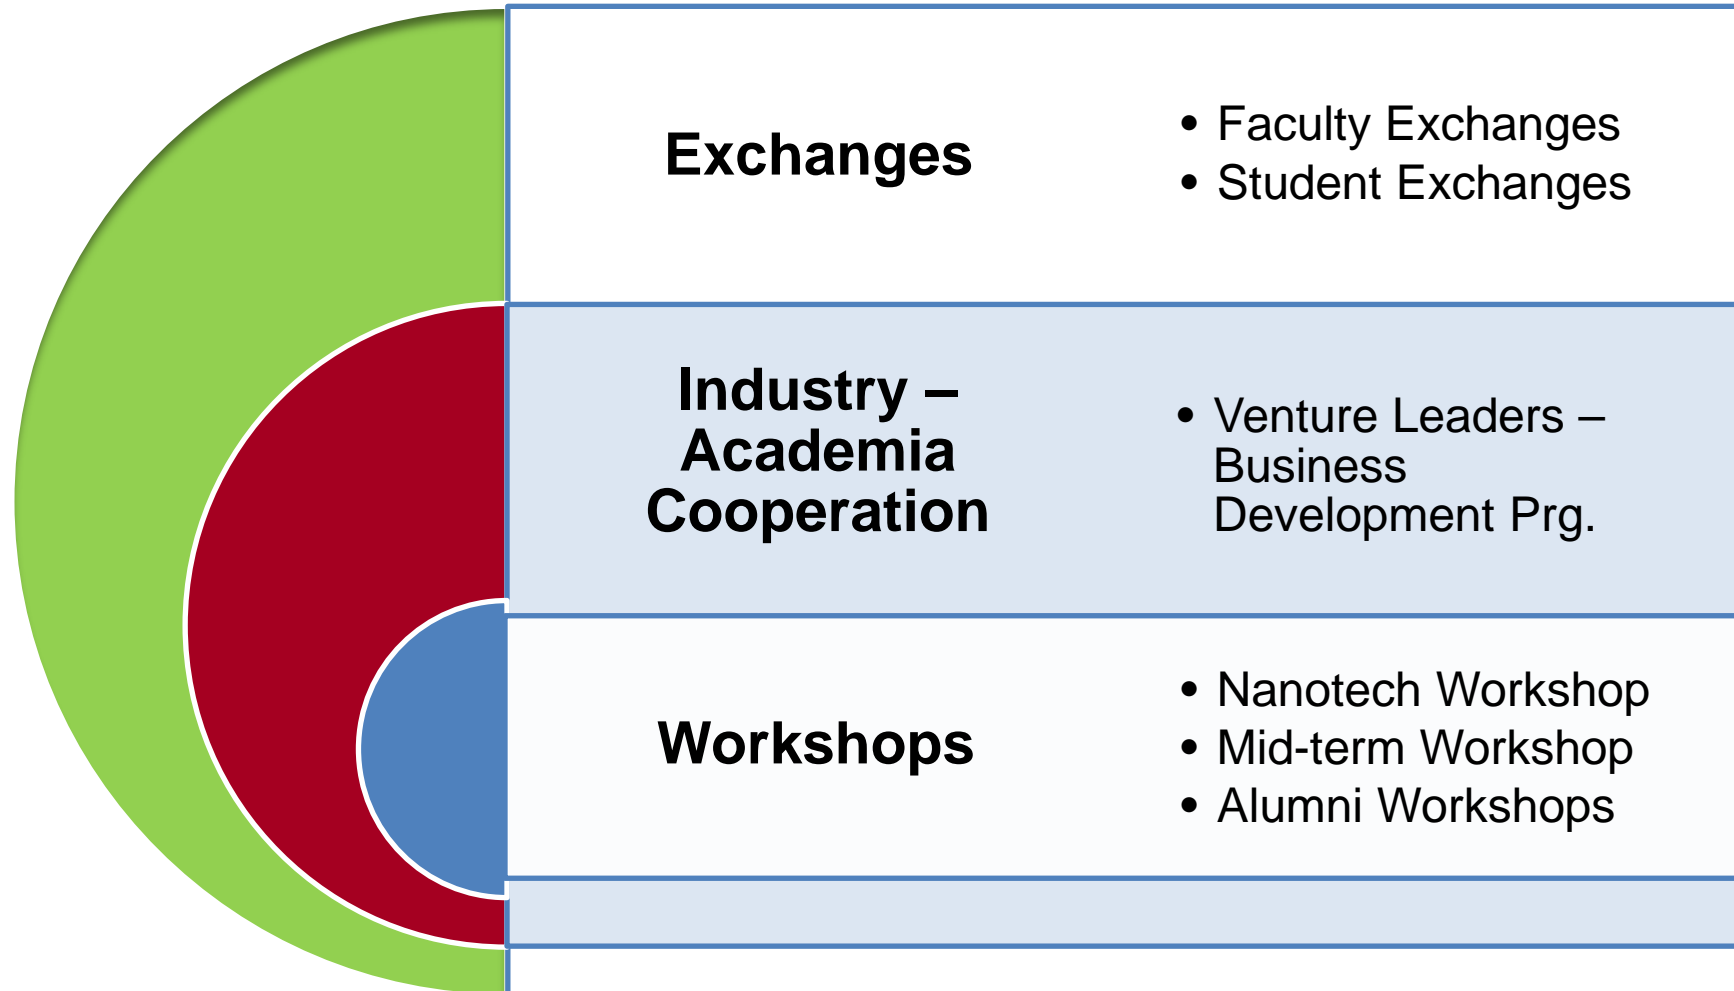 Exchanges
• Faculty Exchanges
• Student Exchanges
Industry –
Academia
Cooperation
• Venture Leaders –
Business
Development Prg.
Workshops
• Nanotech Workshop
• Mid-term Workshop
• Alumni Workshops